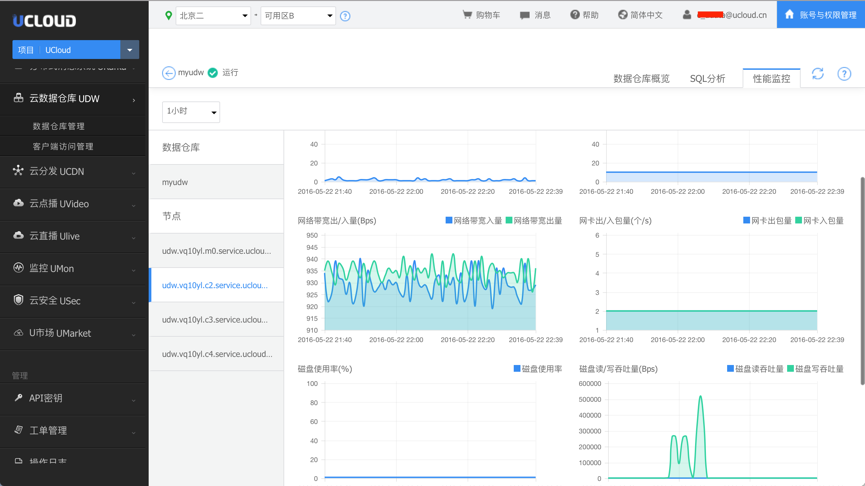 UCLOUD
项目 UCloud
北京二 - 可用区B
购物车 消息 帮助 简体中文 @ucloud.cn 账号与权限管理
云数据仓库 UDW
数据仓库管理
客户端访问管理
云分发 UCDN
云点播 UVideo
云直播 Ulive
监控 UMon
云安全 USec
U市场 UMarket
管理
API密钥
工单管理
操作日志
myudw 运行
数据仓库概览 SQL分析 性能监控
1小时
数据仓库
myudw
节点
udw.vq10yl.m0.service.uclou...
udw.vq10yl.c2.service.uclou...
udw.vq10yl.c3.service.uclou...
udw.vq10yl.c4.service.ucloud...
40
20
0
2016-05-22 21:40 2016-05-22 22:00 2016-05-22 22:20 2016-05-22 22:39
40
20
0
2016-05-22 21:40 2016-05-22 22:00 2016-05-22 22:20 2016-05-22 22:39
网络带宽出/入量(Bps) 网络带宽入量 网络带宽出量
950
945
940
935
930
925
920
915
910
2016-05-22 21:40 2016-05-22 22:00 2016-05-22 22:20 2016-05-22 22:39
网卡出/入包量(个/s) 网卡出包量 网卡入包量
6
5
4
3
2
1
2016-05-22 21:40 2016-05-22 22:00 2016-05-22 22:20 2016-05-22 22:39
磁盘使用率(%) 磁盘使用率
100
80
60
40
20
0
磁盘读/写吞吐量(Bps) 磁盘读吞吐量 磁盘写吞吐量
600000
500000
400000
300000
200000
100000
0